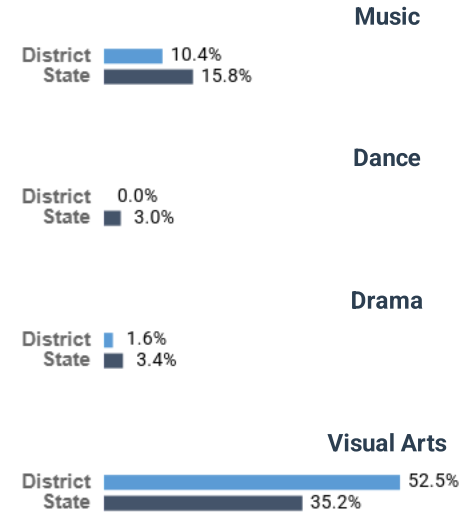 Music
District 10.4%
State 15.8%
Dance
District 0.0%
State 3.0%
Drama
District 1.6%
State 3.4%
Visual Arts
District 52.5%
State 35.2%